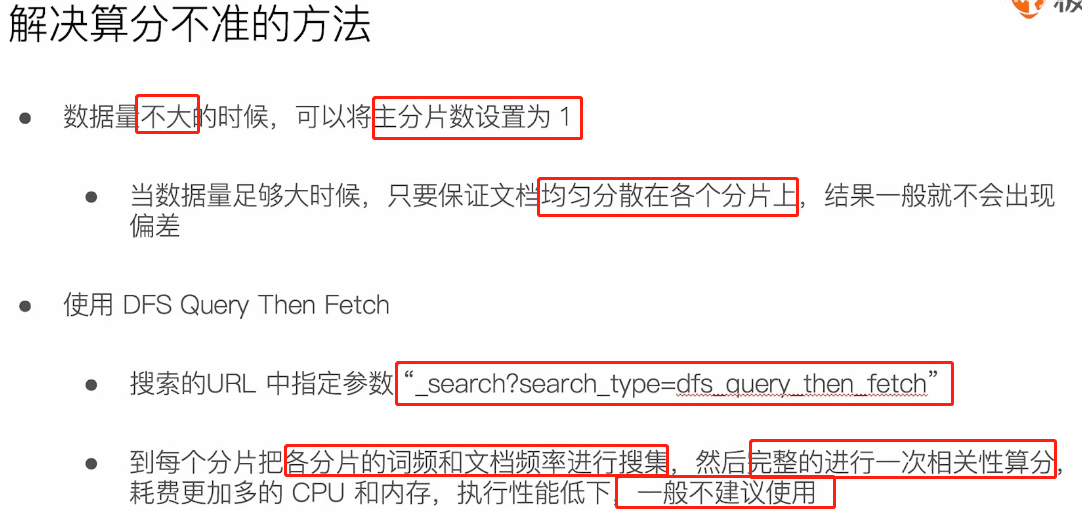 解决算分不准的方法
● 数据量不大的时候，可以将主分片数设置为 1
● 当数据量足够大时候，只要保证文档均匀分散在各个分片上，结果一般就不会出现
偏差
● 使用 DFS Query Then Fetch
● 搜索的URL 中指定参数 “_search?search_type=dfs_query_then_fetch”
● 到每个分片把各分片的词频和文档频率进行搜集，然后完整的进行一次相关性算分，
耗费更加多的 CPU 和内存，执行性能低下，一般不建议使用